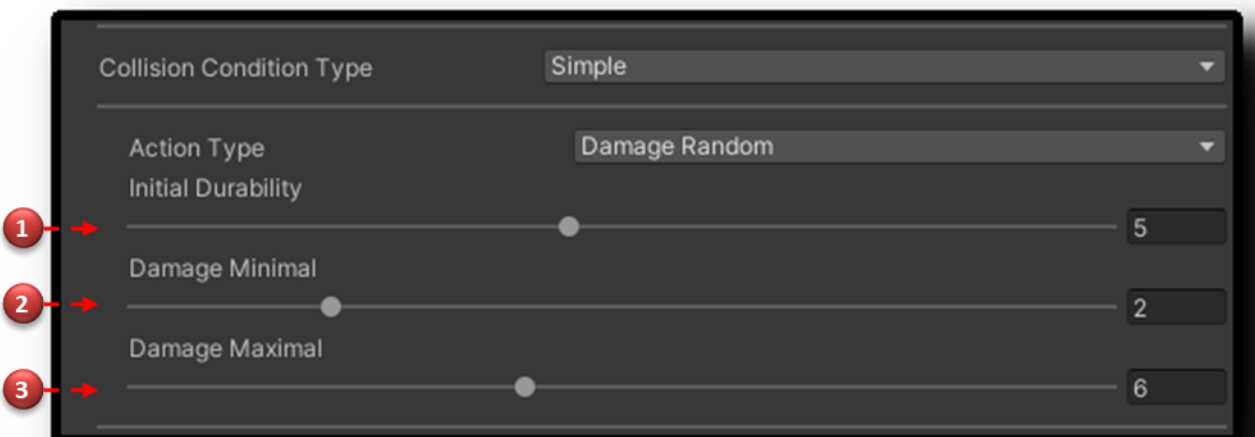 Collision Condition Type Simple
Action Type Damage Random
Initial Durability
1 5
Damage Minimal
2 2
Damage Maximal
3 6